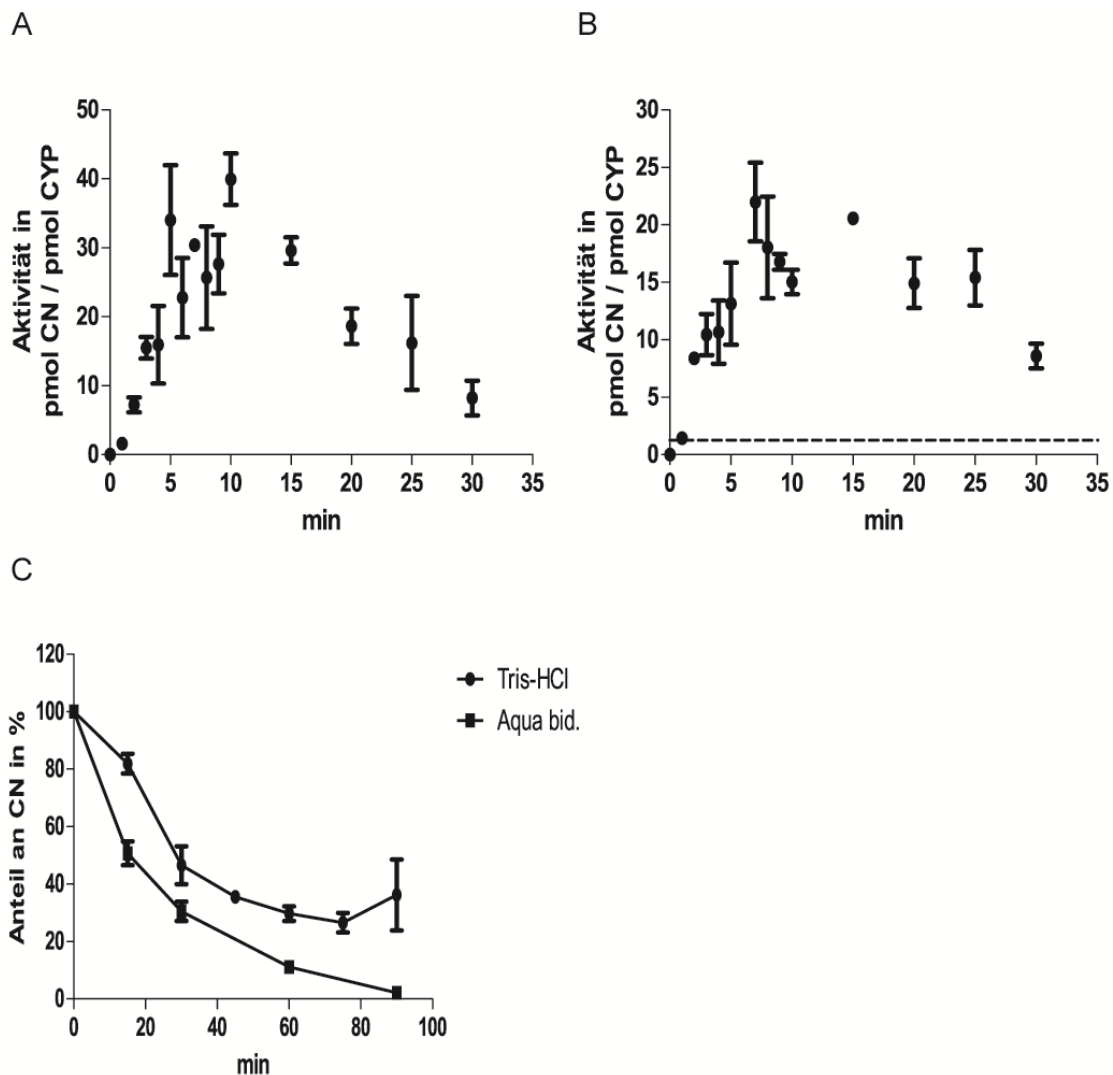 A
Aktivität in
pmol CN / pmol CYP
50
40
30
20
10
0
0 5 10 15 20 25 30 35
min
B
Aktivität in
pmol CN / pmol CYP
30
25
20
15
10
5
0
0 5 10 15 20 25 30 35
min
C
Anteil an CN in %
120
100
80
60
40
20
0
0 20 40 60 80 100
min
Tris-HCl
Aqua bid.